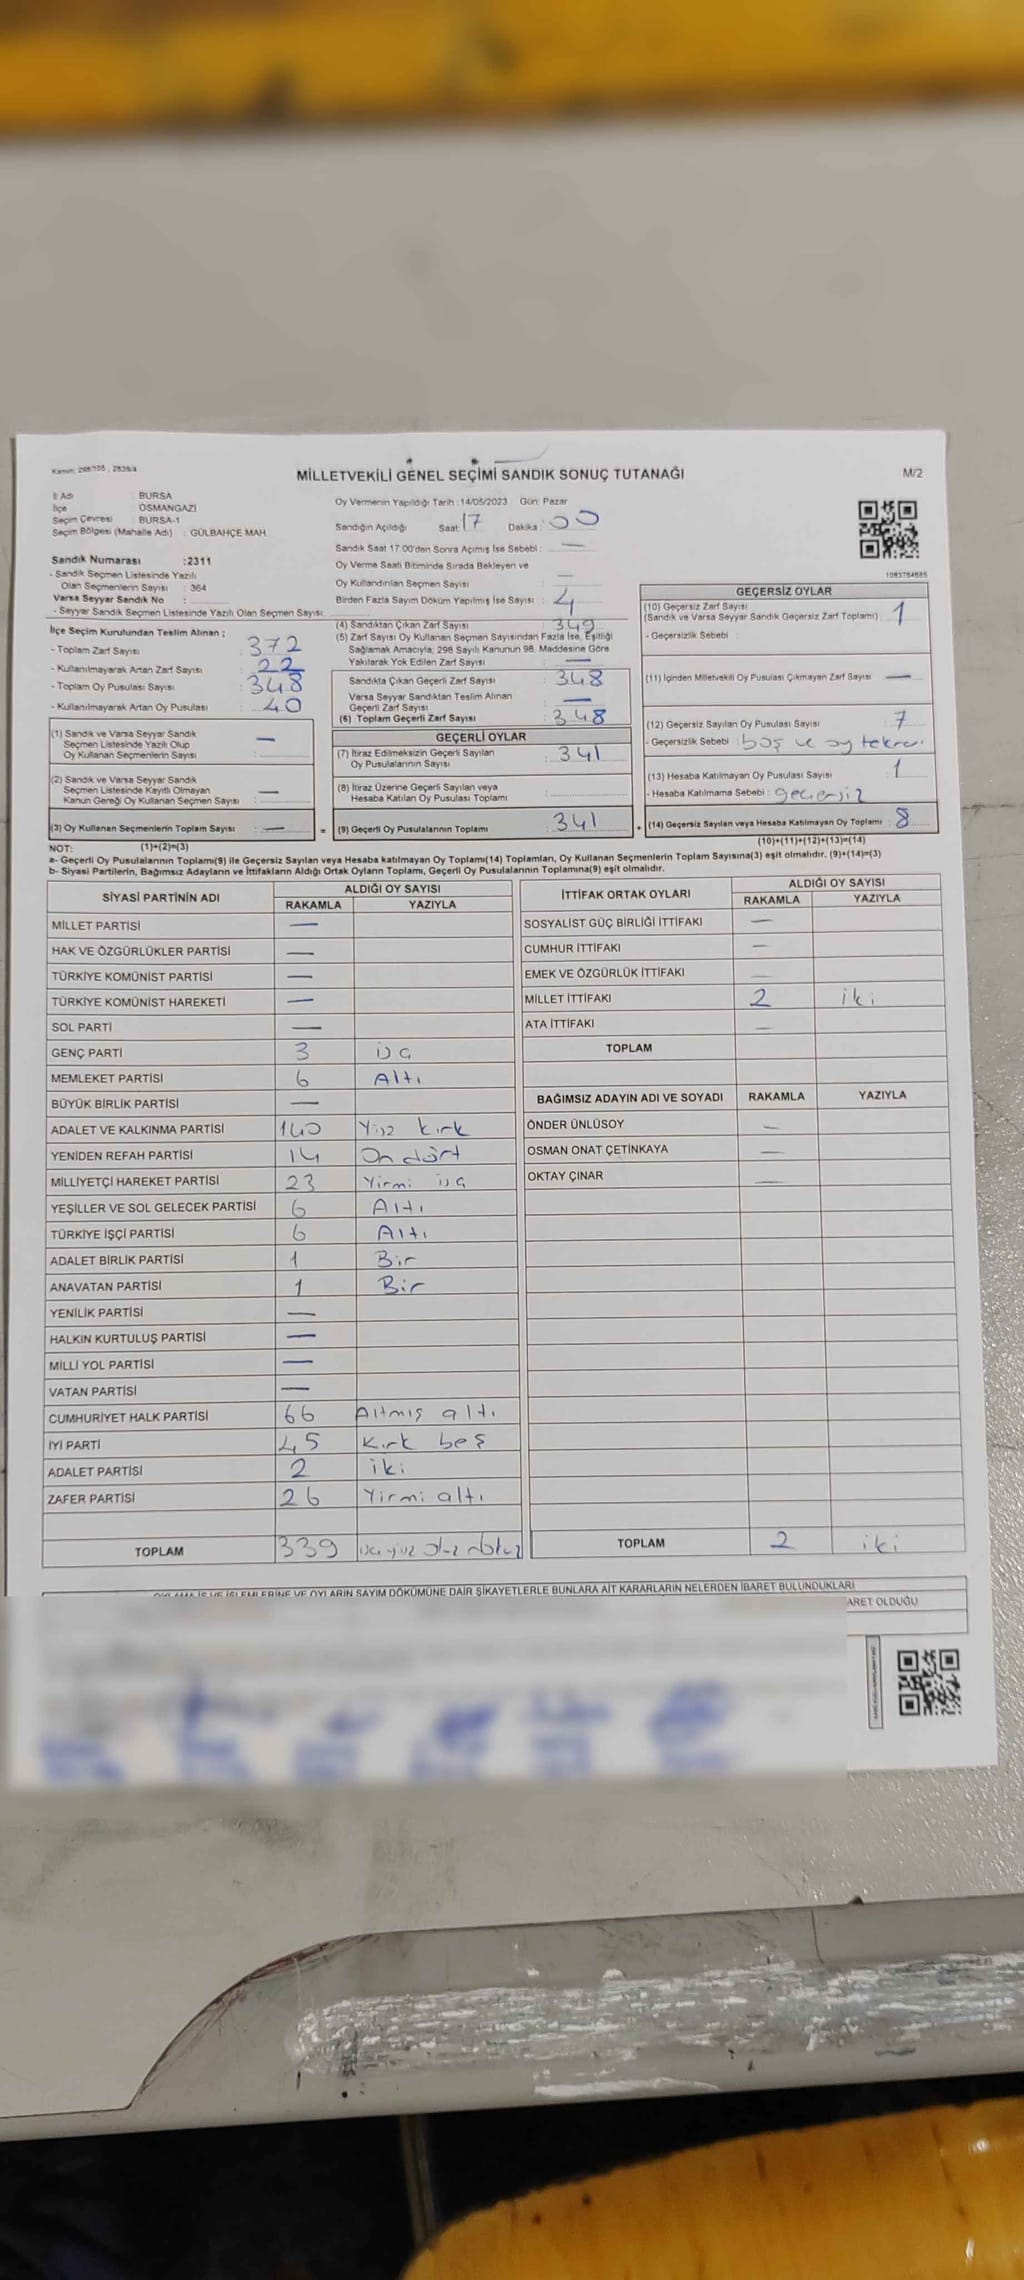 Kanun: 298/105 , 2839/4
MİLLETVEKİLİ GENEL SEÇİMİ SANDIK SONUÇ TUTANAĞI
M/2
İl Adı : BURSA
İlçe : OSMANGAZİ
Seçim Çevresi : BURSA-1
Seçim Bölgesi (Mahalle Adı) : GÜLBAHÇE MAH.
Sandık Numarası :2311
- Sandık Seçmen Listesinde Yazılı
Olan Seçmenlerin Sayısı : 364
Varsa Seyyar Sandık No :
- Seyyar Sandık Seçmen Listesinde Yazılı Olan Seçmen Sayısı:
Oy Vermenin Yapıldığı Tarih :14/05/2023 Gün: Pazar
Sandığın Açıldığı Saat: 17 Dakika : 00
Sandık Saat 17.00'den Sonra Açımış İse Sebebi : —
Oy Verme Saati Bitiminde Sırada Bekleyen ve
Oy Kullandırılan Seçmen Sayısı : —
Birden Fazla Sayım Döküm Yapılmış İse Sayısı : 4
1083764685
İlçe Seçim Kurulundan Teslim Alınan ;
- Toplam Zarf Sayısı : 372
- Kullanılmayarak Artan Zarf Sayısı : 22
- Toplam Oy Pusulası Sayısı : 348
- Kullanılmayarak Artan Oy Pusulası : 40
(1) Sandık ve Varsa Seyyar Sandık
Seçmen Listesinde Yazılı Olup
Oy Kullanan Seçmenlerin Sayısı : —
(2) Sandık ve Varsa Seyyar Sandık
Seçmen Listesinde Kayıtlı Olmayan
Kanun Gereği Oy Kullanan Seçmen Sayısı : —
(3) Oy Kullanan Seçmenlerin Toplam Sayısı : —
(4) Sandıktan Çıkan Zarf Sayısı : 349
(5) Zarf Sayısı Oy Kullanan Seçmen Sayısından Fazla İse, Eşitliği
Sağlamak Amacıyla, 298 Sayılı Kanunun 98. Maddesine Göre
Yakılarak Yok Edilen Zarf Sayısı : —
Sandıkta Çıkan Geçerli Zarf Sayısı : 348
Varsa Seyyar Sandıktan Teslim Alınan
Geçerli Zarf Sayısı : —
(6) Toplam Geçerli Zarf Sayısı : 348
GEÇERLİ OYLAR
(7) İtiraz Edilmeksizin Geçerli Sayılan
Oy Pusulalarının Sayısı : 341
(8) İtiraz Üzerine Geçerli Sayılan veya
Hesaba Katılan Oy Pusulası Toplamı :
= (9) Geçerli Oy Pusulalarının Toplamı : 341
GEÇERSİZ OYLAR
(10) Geçersiz Zarf Sayısı
(Sandık ve Varsa Seyyar Sandık Geçersiz Zarf Toplamı) : 1
- Geçersizlik Sebebi :
(11) İçinden Milletvekili Oy Pusulası Çıkmayan Zarf Sayısı : —
(12) Geçersiz Sayılan Oy Pusulası Sayısı : 7
- Geçersizlik Sebebi : boş ve oy tekrarı
(13) Hesaba Katılmayan Oy Pusulası Sayısı : 1
- Hesaba Katılmama Sebebi : geçersiz
+ (14) Geçersiz Sayılan veya Hesaba Katılmayan Oy Toplamı : 8
NOT: (1)+(2)=(3)
(10)+(11)+(12)+(13)=(14)
a- Geçerli Oy Pusulalarının Toplamı(9) ile Geçersiz Sayılan veya Hesaba katılmayan Oy Toplamı(14) Toplamları, Oy Kullanan Seçmenlerin Toplam Sayısına(3) eşit olmalıdır. (9)+(14)=(3)
b- Siyasi Partilerin, Bağımsız Adayların ve İttifakların Aldığı Ortak Oyların Toplamı, Geçerli Oy Pusulalarının Toplamına(9) eşit olmalıdır.
SİYASİ PARTİNİN ADI ALDIĞI OY SAYISI
RAKAMLA YAZIYLA
MİLLET PARTİSİ —
HAK VE ÖZGÜRLÜKLER PARTİSİ —
TÜRKİYE KOMÜNİST PARTİSİ —
TÜRKİYE KOMÜNİST HAREKETİ —
SOL PARTİ —
GENÇ PARTİ 3 üç
MEMLEKET PARTİSİ 6 Altı
BÜYÜK BİRLİK PARTİSİ —
ADALET VE KALKINMA PARTİSİ 140 Yüz kırk
YENİDEN REFAH PARTİSİ 14 On dört
MİLLİYETÇİ HAREKET PARTİSİ 23 Yirmi üç
YEŞİLLER VE SOL GELECEK PARTİSİ 6 Altı
TÜRKİYE İŞÇİ PARTİSİ 6 Altı
ADALET BİRLİK PARTİSİ 1 Bir
ANAVATAN PARTİSİ 1 Bir
YENİLİK PARTİSİ —
HALKIN KURTULUŞ PARTİSİ —
MİLLİ YOL PARTİSİ —
VATAN PARTİSİ —
CUMHURİYET HALK PARTİSİ 66 Altmış altı
İYİ PARTİ 45 Kırk beş
ADALET PARTİSİ 2 iki
ZAFER PARTİSİ 26 Yirmi altı
TOPLAM 339 üçyüz otuz dokuz
İTTİFAK ORTAK OYLARI ALDIĞI OY SAYISI
RAKAMLA YAZIYLA
SOSYALİST GÜÇ BİRLİĞİ İTTİFAKI —
CUMHUR İTTİFAKI —
EMEK VE ÖZGÜRLÜK İTTİFAKI —
MİLLET İTTİFAKI 2 iki
ATA İTTİFAKI —
TOPLAM
BAĞIMSIZ ADAYIN ADI VE SOYADI RAKAMLA YAZIYLA
ÖNDER ÜNLÜSOY —
OSMAN ONAT ÇETİNKAYA —
OKTAY ÇINAR —
TOPLAM 2 iki
OYLAMA İŞ VE İŞLEMLERİNE VE OYLARIN SAYIM DÖKÜMÜNE DAİR ŞİKAYETLERLE BUNLARA AİT KARARLARIN NELERDEN İBARET BULUNDUKLARI
ARET OLDUĞU